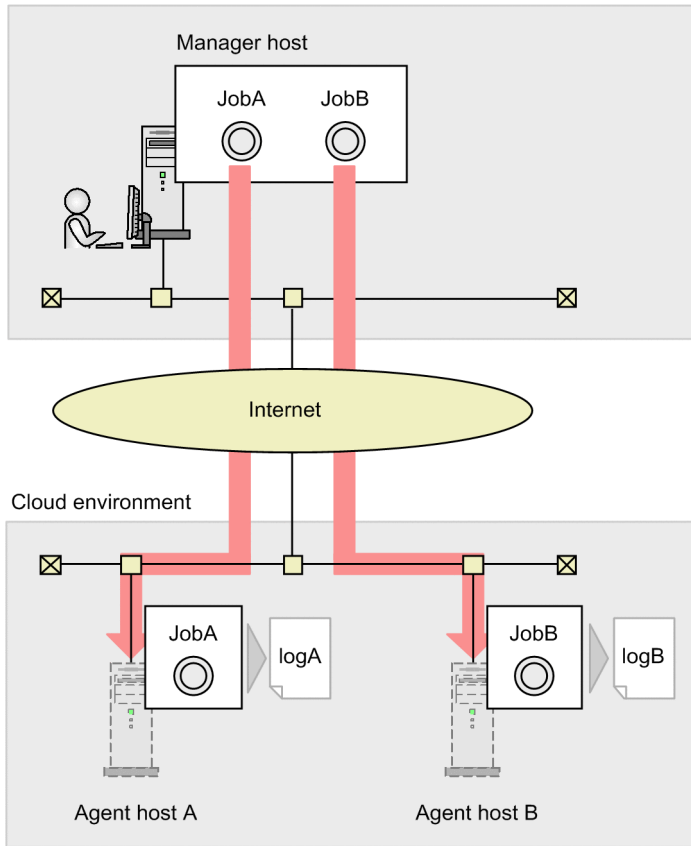 Manager host
JobA JobB
Internet
Cloud environment
JobA logA JobB logB
Agent host A Agent host B